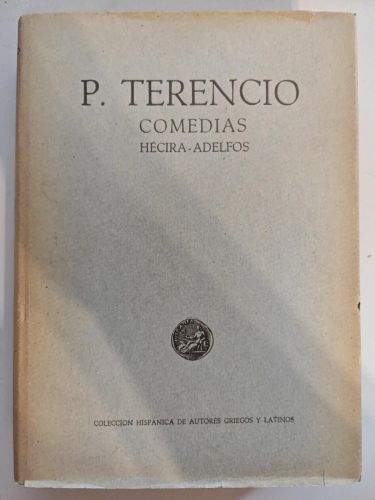 P. TERENCIO
COMEDIAS
HÉCIRA-ADELFOS
COLECCION HISPANICA DE AUTORES GRIEGOS Y LATINOS